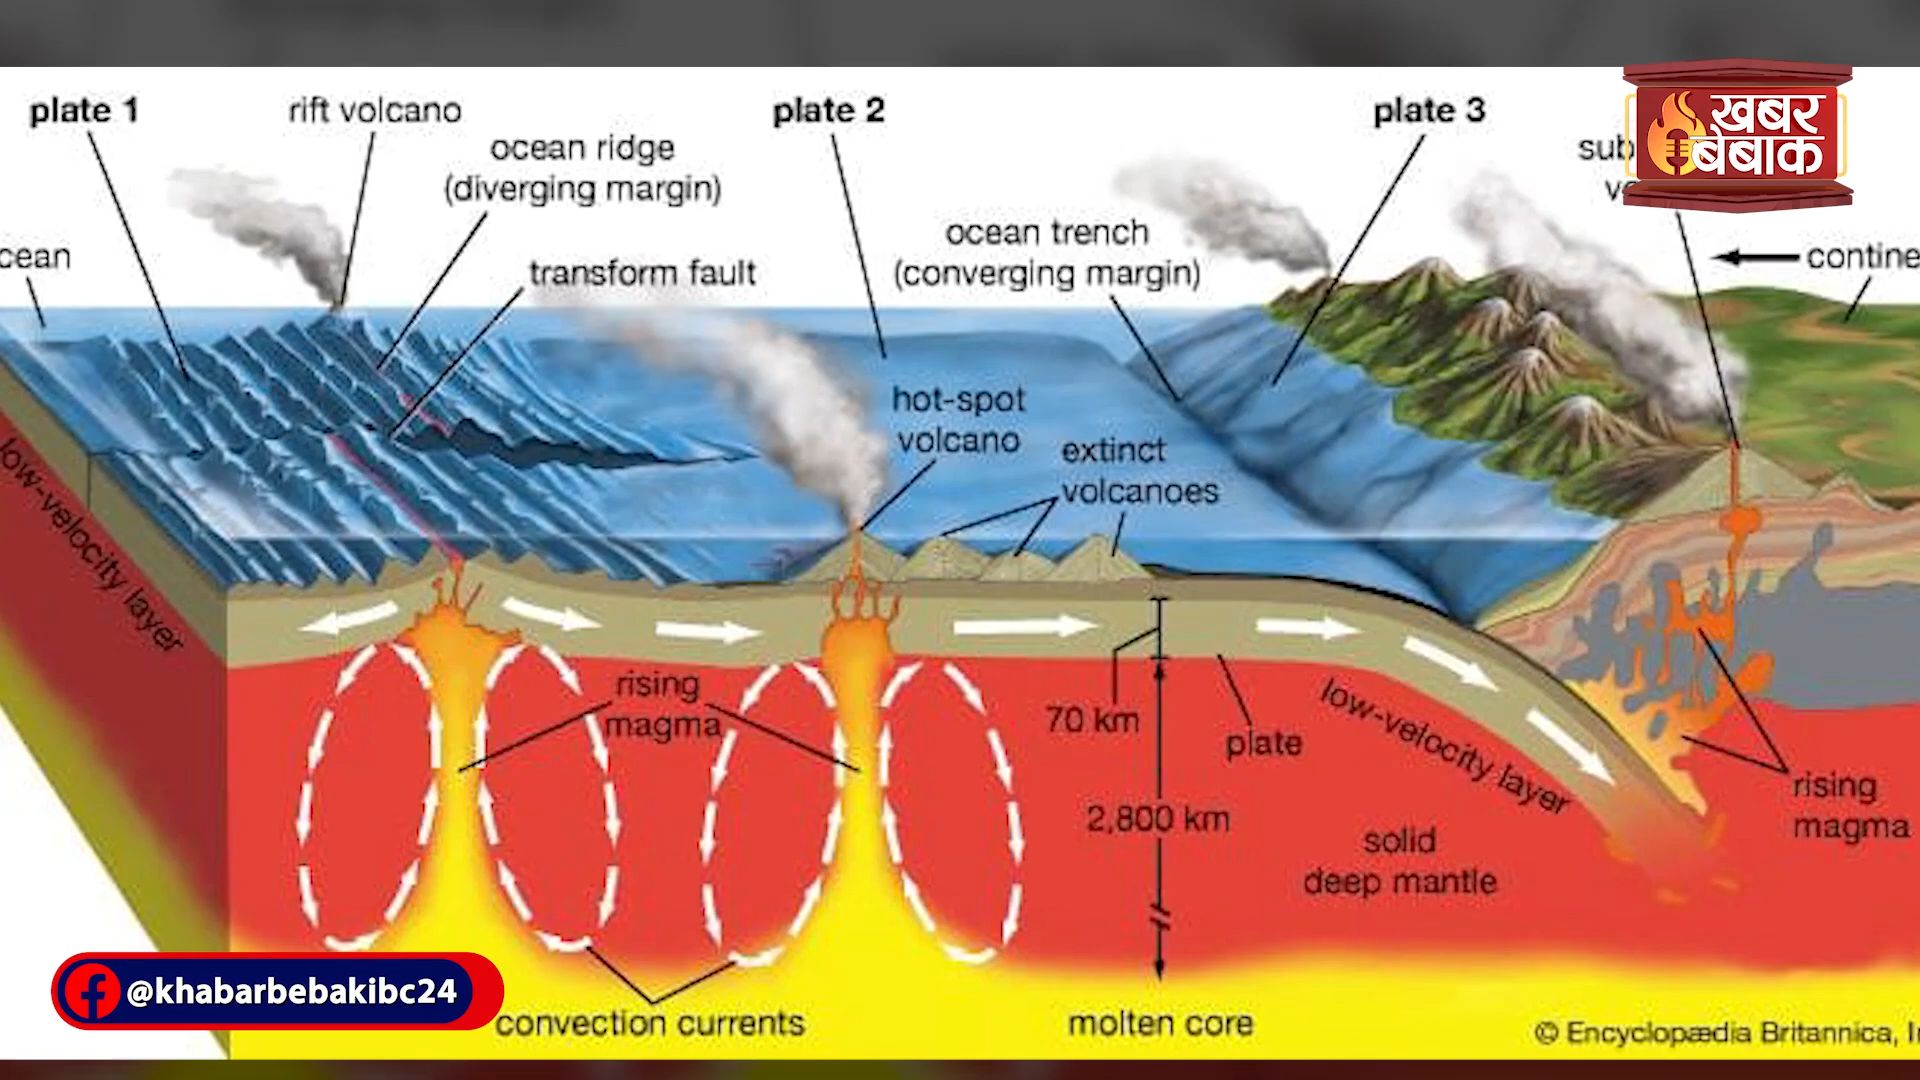 plate 1
rift volcano
ocean ridge
(diverging margin)
transform fault
plate 2
ocean trench
(converging margin)
plate 3
खबर
बेबाक
hot-spot
volcano
extinct
volcanoes
low-velocity layer
rising
magma
70 km
plate
low-velocity layer
2,800 km
solid
deep mantle
rising
magma
convection currents
molten core
@khabarbebakibc24
© Encyclopædia Britannica,